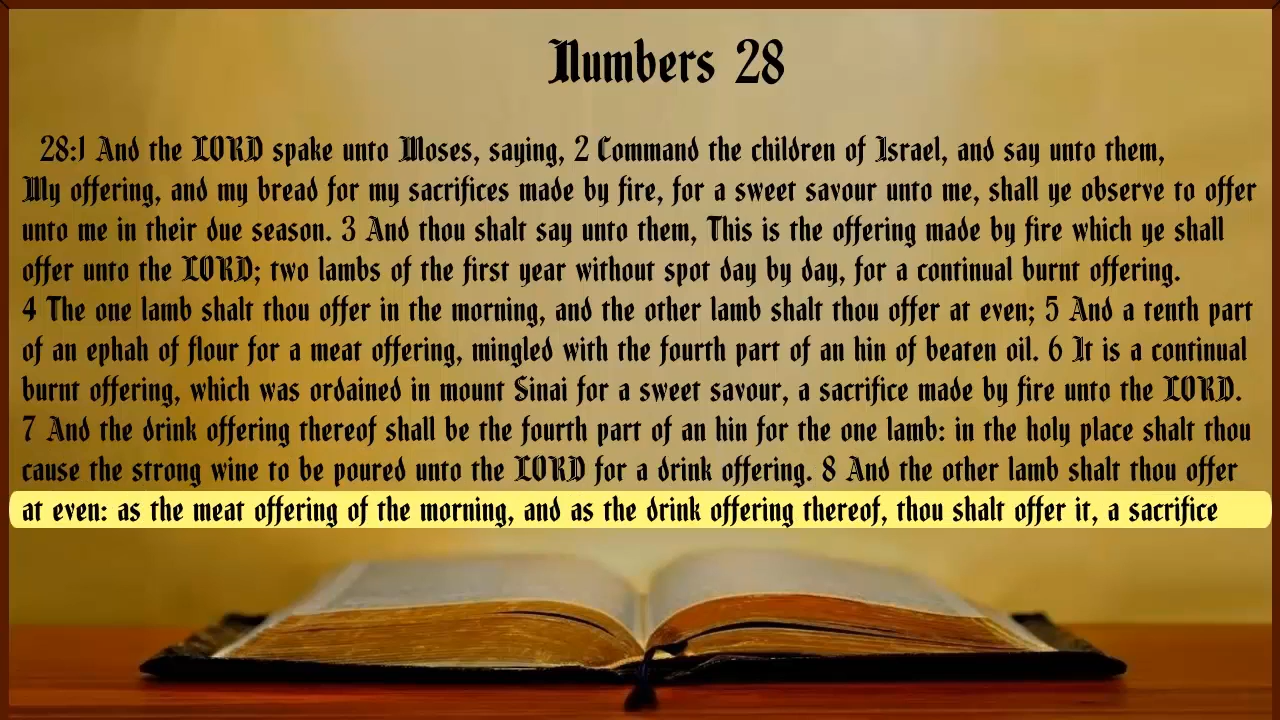 Numbers 28
28:1 And the LORD spake unto Moses, saying, 2 Command the children of Israel, and say unto them,
My offering, and my bread for my sacrifices made by fire, for a sweet savour unto me, shall ye observe to offer
unto me in their due season. 3 And thou shalt say unto them, This is the offering made by fire which ye shall
offer unto the LORD; two lambs of the first year without spot day by day, for a continual burnt offering.
4 The one lamb shalt thou offer in the morning, and the other lamb shalt thou offer at even; 5 And a tenth part
of an ephah of flour for a meat offering, mingled with the fourth part of an hin of beaten oil. 6 It is a continual
burnt offering, which was ordained in mount Sinai for a sweet savour, a sacrifice made by fire unto the LORD.
7 And the drink offering thereof shall be the fourth part of an hin for the one lamb: in the holy place shalt thou
cause the strong wine to be poured unto the LORD for a drink offering. 8 And the other lamb shalt thou offer
at even: as the meat offering of the morning, and as the drink offering thereof, thou shalt offer it, a sacrifice